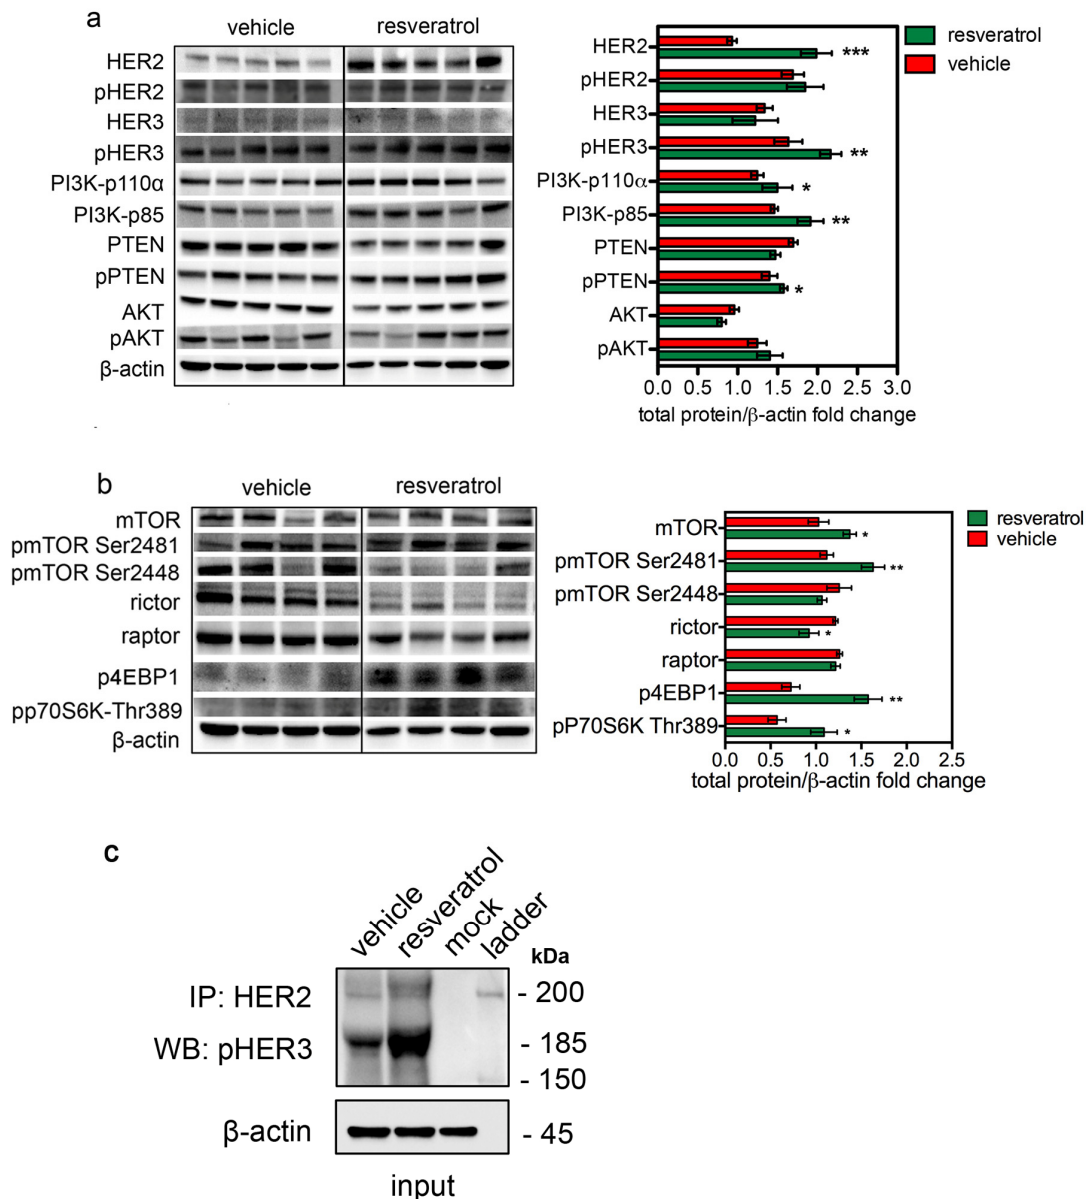 a
vehicle resveratrol
HER2
pHER2
HER3
pHER3
PI3K-p110α
PI3K-p85
PTEN
pPTEN
AKT
pAKT
β-actin
HER2 ***
pHER2
HER3
pHER3 **
PI3K-p110α *
PI3K-p85 **
PTEN
pPTEN *
AKT
pAKT
0.0 0.5 1.0 1.5 2.0 2.5 3.0
total protein/β-actin fold change
resveratrol
vehicle
b
vehicle resveratrol
mTOR
pmTOR Ser2481
pmTOR Ser2448
rictor
raptor
p4EBP1
pp70S6K-Thr389
β-actin
mTOR *
pmTOR Ser2481 **
pmTOR Ser2448
rictor *
raptor
p4EBP1 **
pP70S6K Thr389 *
0.0 0.5 1.0 1.5 2.0 2.5
total protein/β-actin fold change
resveratrol
vehicle
c
vehicle resveratrol mock ladder
kDa
IP: HER2 - 200
WB: pHER3 - 185
- 150
β-actin - 45
input